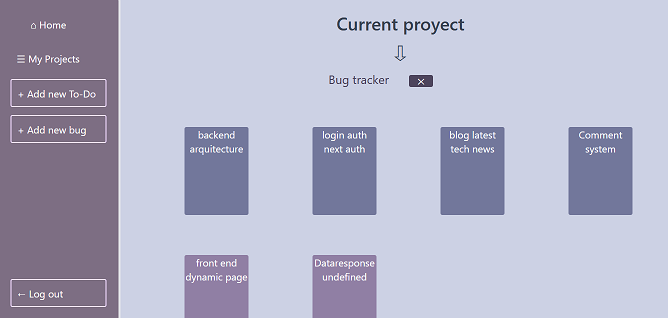 ⌂ Home
☰ My Projects
+ Add new To-Do
+ Add new bug
← Log out
Current proyect
⇩
Bug tracker ✕
backend
arquitecture
login auth
next auth
blog latest
tech news
Comment
system
front end
dynamic page
Dataresponse
undefined